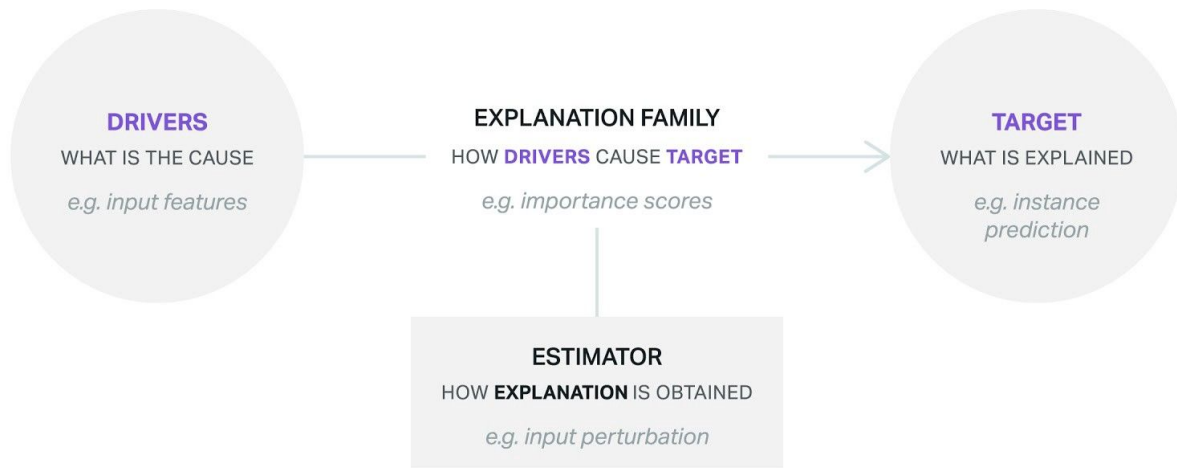 DRIVERS
WHAT IS THE CAUSE
e.g. input features
EXPLANATION FAMILY
HOW DRIVERS CAUSE TARGET
e.g. importance scores
TARGET
WHAT IS EXPLAINED
e.g. instance
prediction
ESTIMATOR
HOW EXPLANATION IS OBTAINED
e.g. input perturbation